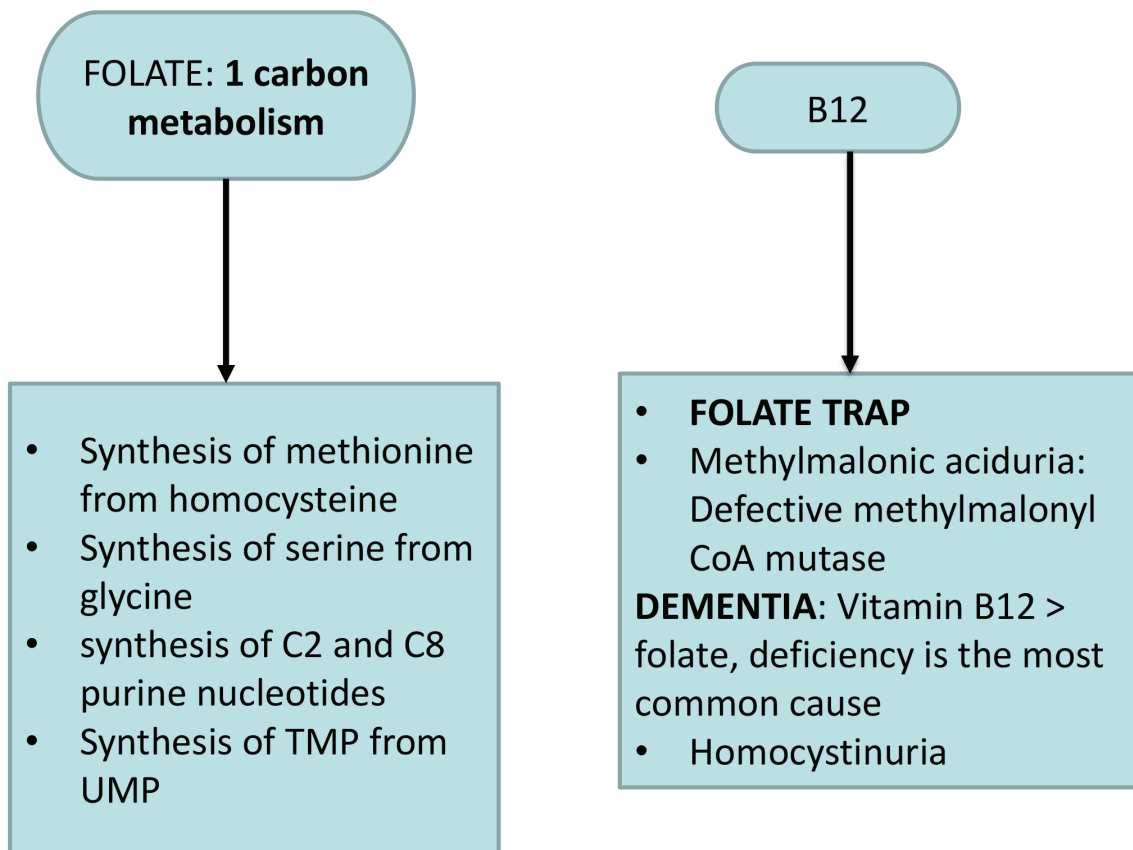 FOLATE: 1 carbon
metabolism
• Synthesis of methionine
from homocysteine
• Synthesis of serine from
glycine
• synthesis of C2 and C8
purine nucleotides
• Synthesis of TMP from
UMP
B12
• FOLATE TRAP
• Methylmalonic aciduria:
Defective methylmalonyl
CoA mutase
DEMENTIA: Vitamin B12 >
folate, deficiency is the most
common cause
• Homocystinuria